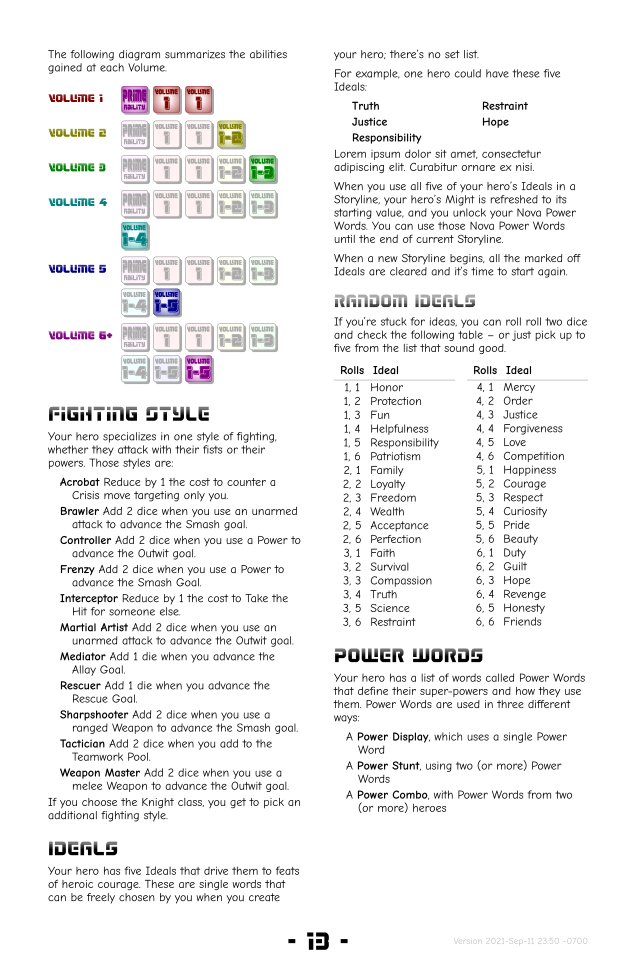 The following diagram summarizes the abilities
gained at each Volume.
VOLUME 1 PRIME ABILITY VOLUME 1 VOLUME 1
VOLUME 2 PRIME ABILITY VOLUME 1 VOLUME 1 VOLUME 1-2
VOLUME 3 PRIME ABILITY VOLUME 1 VOLUME 1 VOLUME 1-2 VOLUME 1-3
VOLUME 4 PRIME ABILITY VOLUME 1 VOLUME 1 VOLUME 1-2 VOLUME 1-3
VOLUME 1-4
VOLUME 5 PRIME ABILITY VOLUME 1 VOLUME 1 VOLUME 1-2 VOLUME 1-3
VOLUME 1-4 VOLUME 1-5
VOLUME 6+ PRIME ABILITY VOLUME 1 VOLUME 1 VOLUME 1-2 VOLUME 1-3
VOLUME 1-4 VOLUME 1-5 VOLUME 1-5
FIGHTING STYLE
Your hero specializes in one style of fighting,
whether they attack with their fists or their
powers. Those styles are:
Acrobat Reduce by 1 the cost to counter a
Crisis move targeting only you.
Brawler Add 2 dice when you use an unarmed
attack to advance the Smash goal.
Controller Add 2 dice when you use a Power to
advance the Outwit goal.
Frenzy Add 2 dice when you use a Power to
advance the Smash Goal.
Interceptor Reduce by 1 the cost to Take the
Hit for someone else.
Martial Artist Add 2 dice when you use an
unarmed attack to advance the Outwit goal.
Mediator Add 1 die when you advance the
Allay Goal.
Rescuer Add 1 die when you advance the
Rescue Goal.
Sharpshooter Add 2 dice when you use a
ranged Weapon to advance the Smash goal.
Tactician Add 2 dice when you add to the
Teamwork Pool.
Weapon Master Add 2 dice when you use a
melee Weapon to advance the Outwit goal.
If you choose the Knight class, you get to pick an
additional fighting style.
IDEALS
Your hero has five Ideals that drive them to feats
of heroic courage. These are single words that
can be freely chosen by you when you create
your hero; there's no set list.
For example, one hero could have these five
Ideals:
Truth Restraint
Justice Hope
Responsibility
Lorem ipsum dolor sit amet, consectetur
adipiscing elit. Curabitur ornare ex nisi.
When you use all five of your hero's Ideals in a
Storyline, your hero's Might is refreshed to its
starting value, and you unlock your Nova Power
Words. You can use those Nova Power Words
until the end of current Storyline.
When a new Storyline begins, all the marked off
Ideals are cleared and it's time to start again.
RANDOM IDEALS
If you're stuck for ideas, you can roll roll two dice
and check the following table – or just pick up to
five from the list that sound good.
Rolls Ideal
1, 1 Honor
1, 2 Protection
1, 3 Fun
1, 4 Helpfulness
1, 5 Responsibility
1, 6 Patriotism
2, 1 Family
2, 2 Loyalty
2, 3 Freedom
2, 4 Wealth
2, 5 Acceptance
2, 6 Perfection
3, 1 Faith
3, 2 Survival
3, 3 Compassion
3, 4 Truth
3, 5 Science
3, 6 Restraint
Rolls Ideal
4, 1 Mercy
4, 2 Order
4, 3 Justice
4, 4 Forgiveness
4, 5 Love
4, 6 Competition
5, 1 Happiness
5, 2 Courage
5, 3 Respect
5, 4 Curiosity
5, 5 Pride
5, 6 Beauty
6, 1 Duty
6, 2 Guilt
6, 3 Hope
6, 4 Revenge
6, 5 Honesty
6, 6 Friends
POWER WORDS
Your hero has a list of words called Power Words
that define their super-powers and how they use
them. Power Words are used in three different
ways:
A Power Display, which uses a single Power
Word
A Power Stunt, using two (or more) Power
Words
A Power Combo, with Power Words from two
(or more) heroes
- 13 -
Version 2021-Sep-11 23:50 -0700